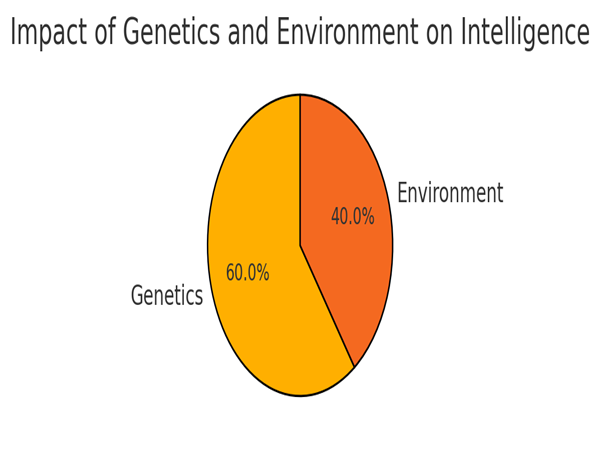 Impact of Genetics and Environment on Intelligence
Environment
40.0%
60.0%
Genetics